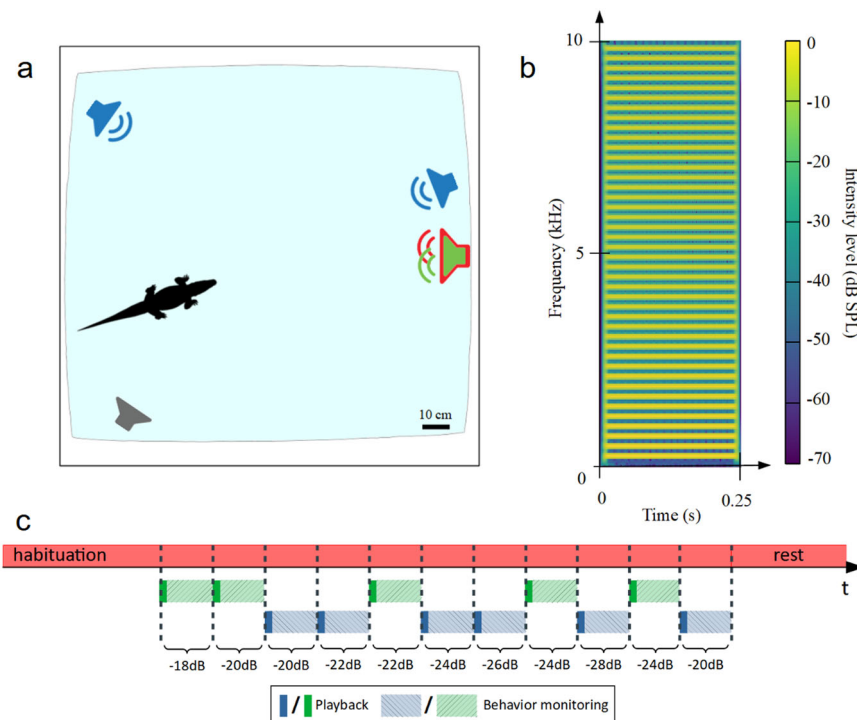 a
10 cm
b
10
5
0
Frequency (kHz)
0
0.25
Time (s)
0
-10
-20
-30
-40
-50
-60
-70
Intensity level (dB SPL)
c
habituation
rest
t
-18dB
-20dB
-20dB
-22dB
-22dB
-24dB
-26dB
-24dB
-28dB
-24dB
-20dB
/ Playback
/ Behavior monitoring